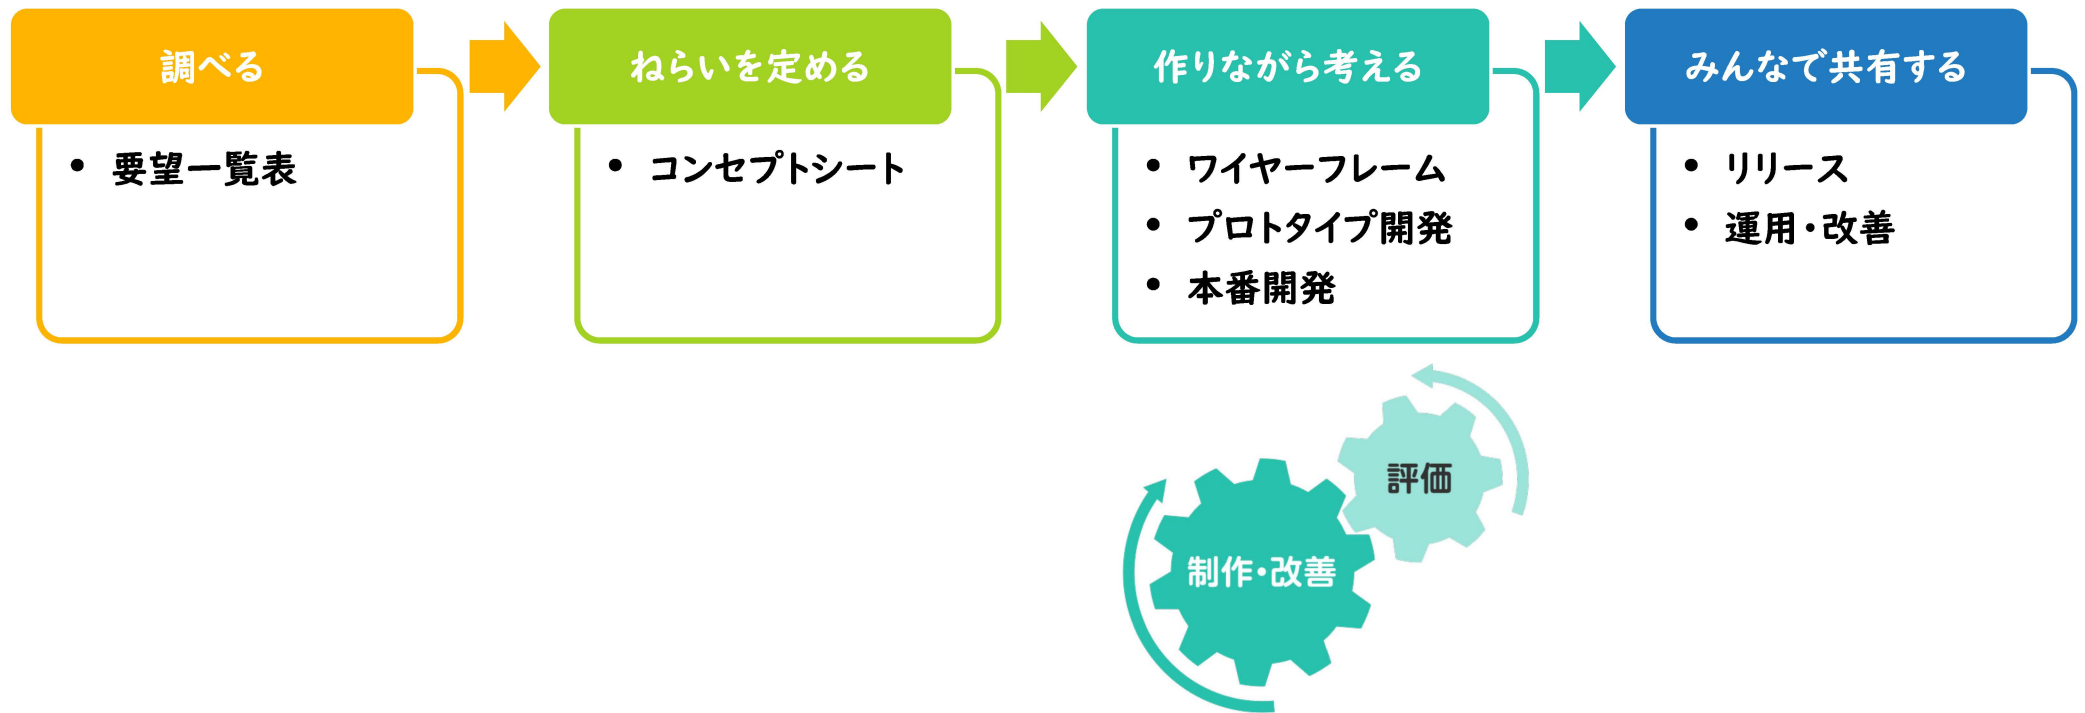 調べる
• 要望一覧表
ねらいを定める
• コンセプトシート
作りながら考える
• ワイヤーフレーム
• プロトタイプ開発
• 本番開発
みんなで共有する
• リリース
• 運用・改善
評価
制作・改善